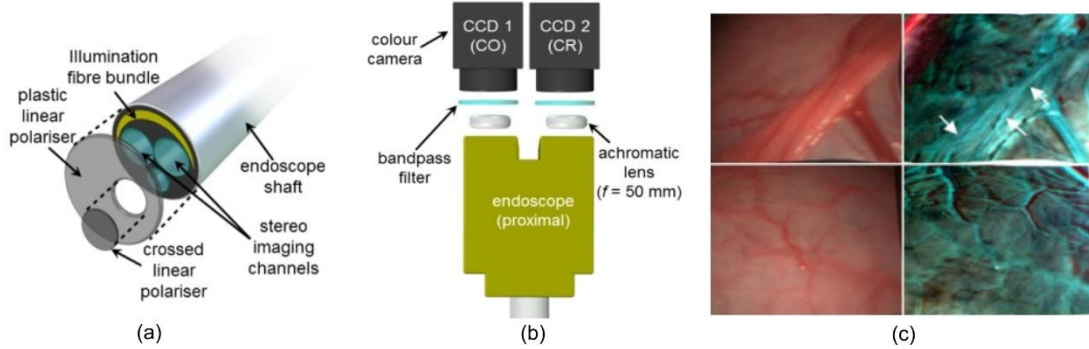 Illumination
fibre bundle
plastic
linear
polariser
endoscope
shaft
stereo
imaging
channels
crossed
linear
polariser
(a)
colour
camera
CCD 1
(CO)
CCD 2
(CR)
bandpass
filter
achromatic
lens
(f = 50 mm)
endoscope
(proximal)
(b)
(c)